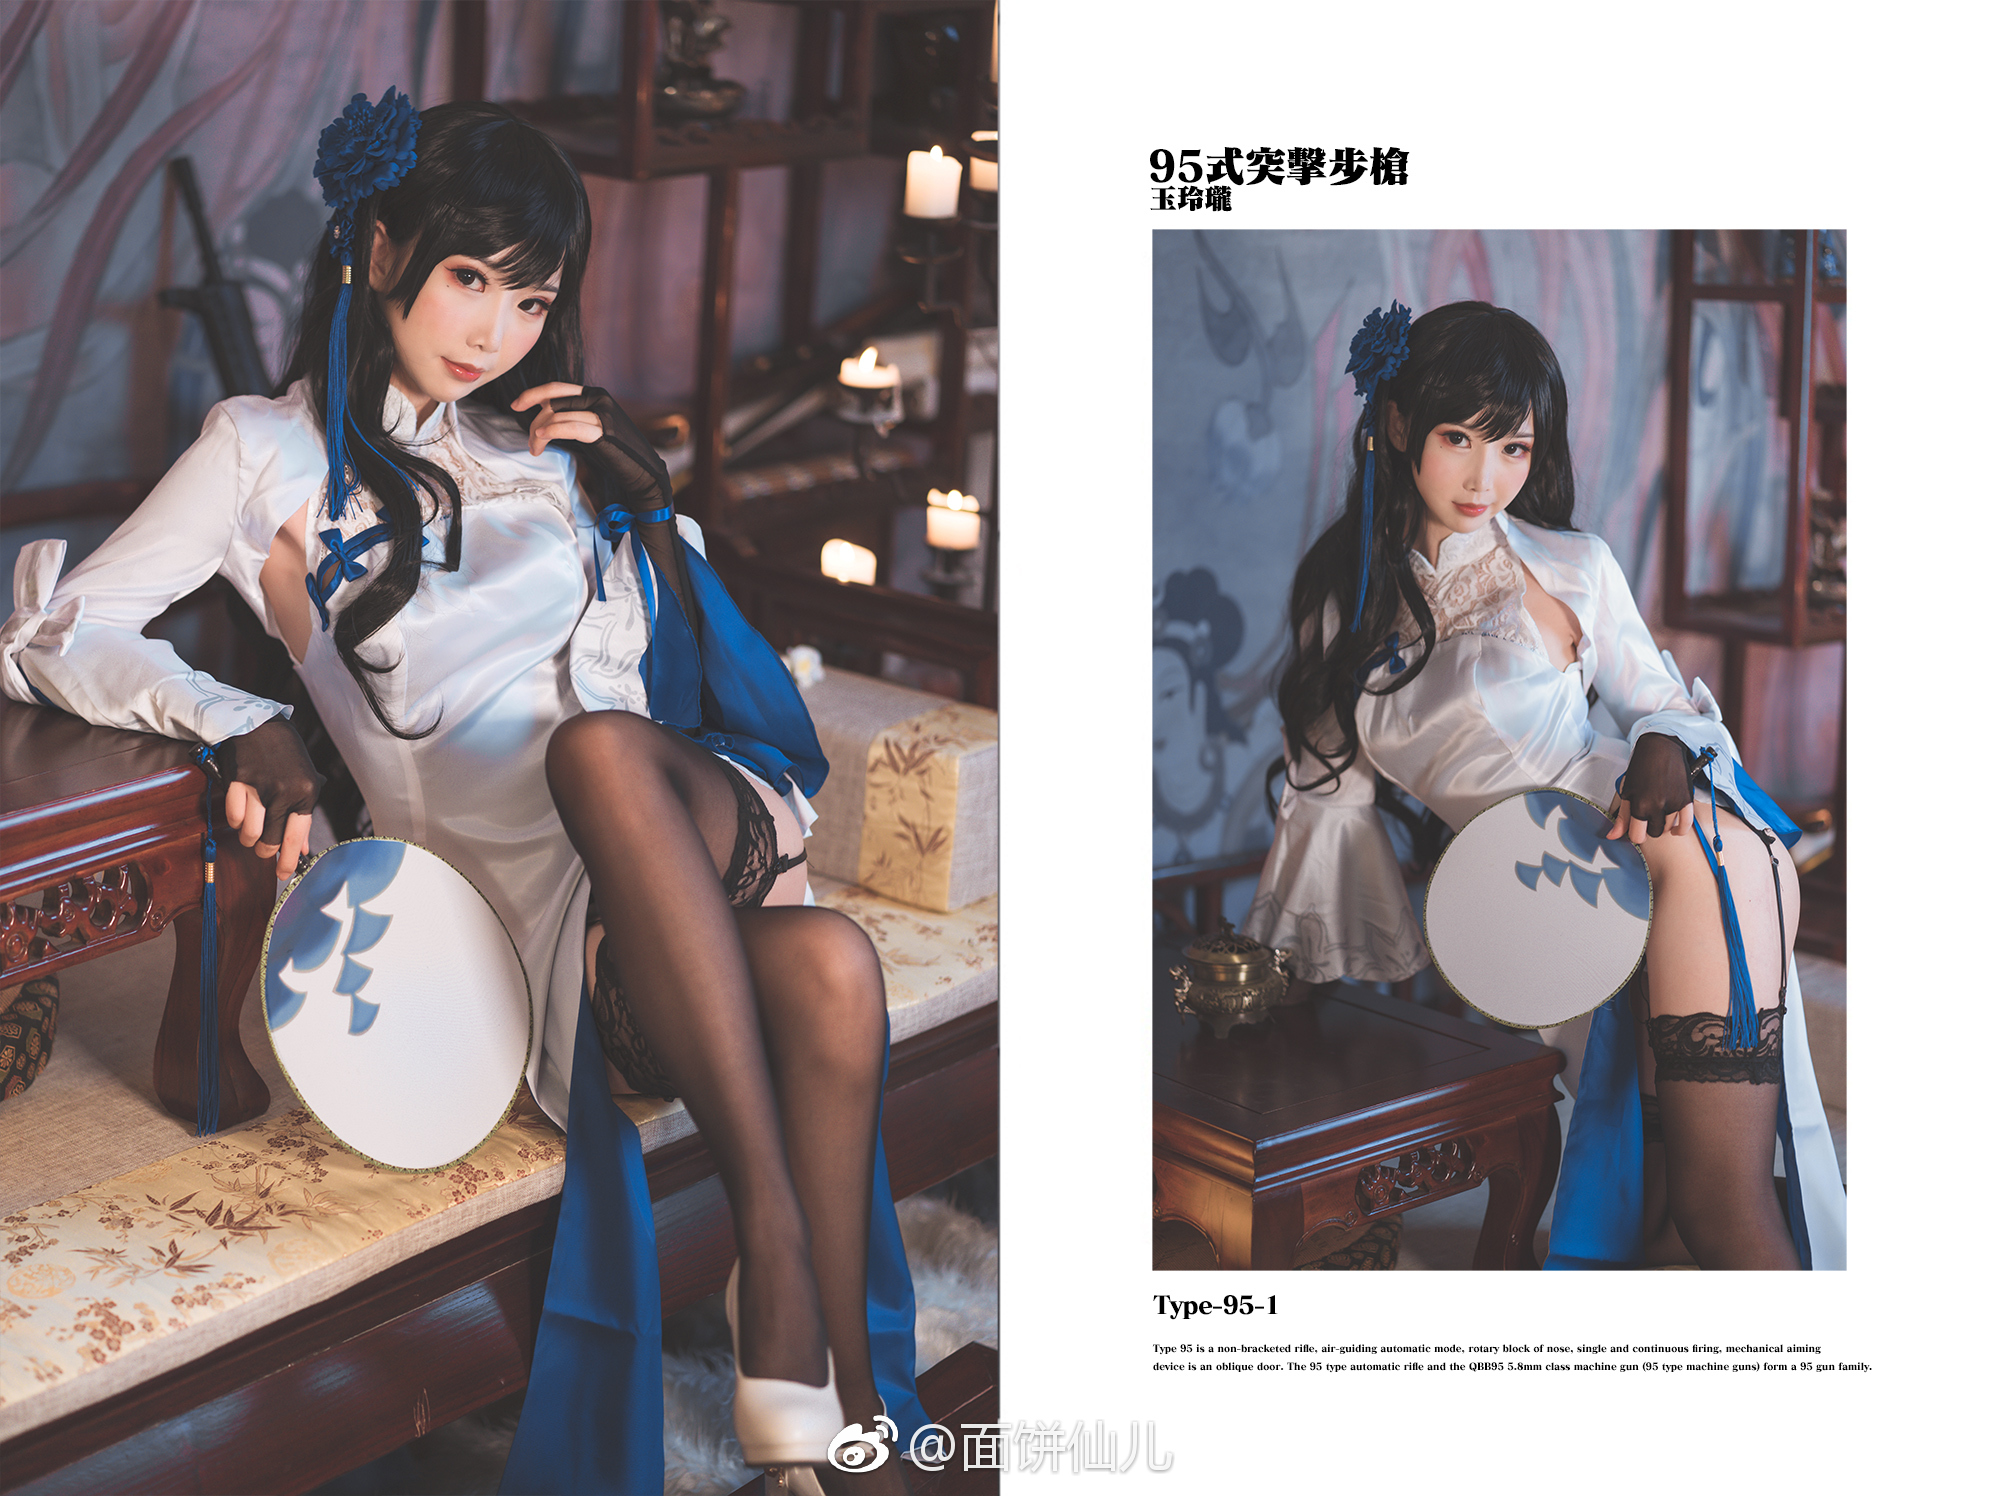 95式突擊步槍
玉玲瓏
Type-95-1
Type 95 is a non-bracketed rifle, air-guiding automatic mode, rotary block of nose, single and continuous firing, mechanical aiming
device is an oblique door. The 95 type automatic rifle and the QBB95 5.8mm class machine gun (95 type machine guns) form a 95 gun family.
@面饼仙儿